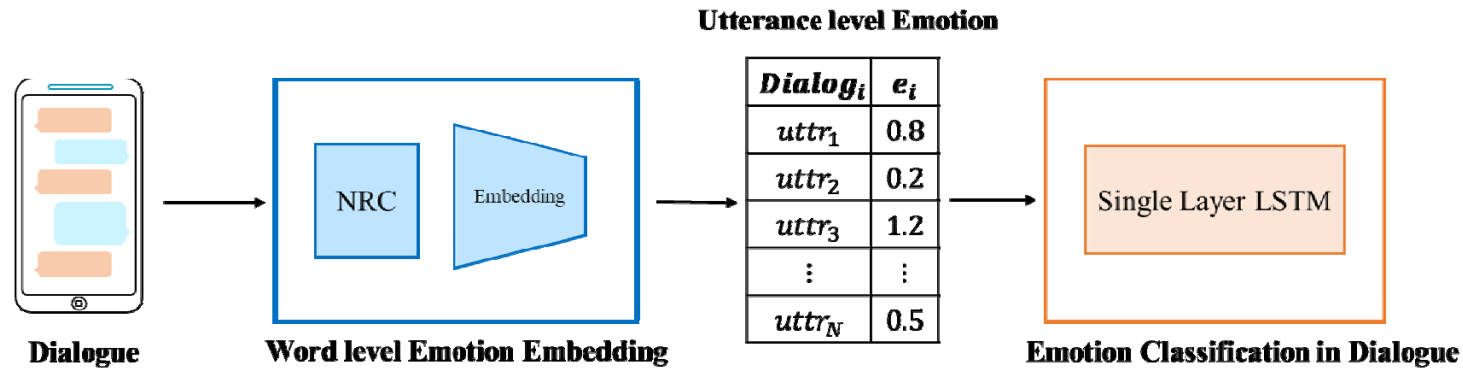 Utterance level Emotion
Dialog_i e_i
uttr_1 0.8
uttr_2 0.2
uttr_3 1.2
⋮ ⋮
uttr_N 0.5
NRC
Embedding
Single Layer LSTM
Dialogue
Word level Emotion Embedding
Emotion Classification in Dialogue